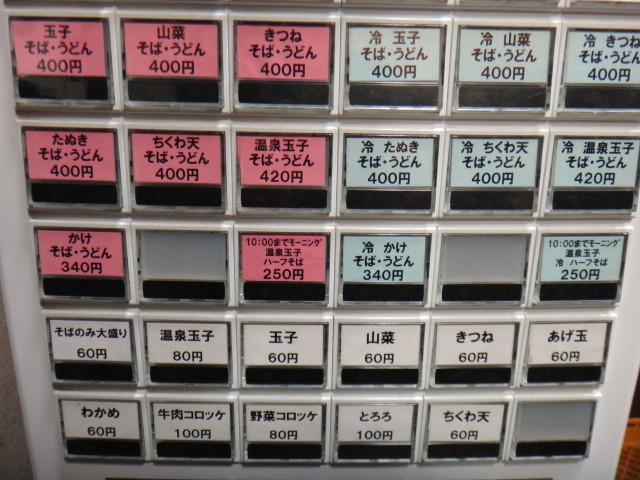 玉子
そば・うどん
400円
山菜
そば・うどん
400円
きつね
そば・うどん
400円
冷 玉子
そば・うどん
400円
冷 山菜
そば・うどん
400円
冷 きつね
そば・うどん
400円
たぬき
そば・うどん
400円
ちくわ天
そば・うどん
400円
温泉玉子
そば・うどん
420円
冷 たぬき
そば・うどん
400円
冷 ちくわ天
そば・うどん
400円
冷 温泉玉子
そば・うどん
420円
かけ
そば・うどん
340円
10:00までモーニング
温泉玉子
ハーフそば
250円
冷 かけ
そば・うどん
340円
10:00までモーニング
温泉玉子
冷 ハーフそば
250円
そばのみ大盛り
60円
温泉玉子
80円
玉子
60円
山菜
60円
きつね
60円
あげ玉
60円
わかめ
60円
牛肉コロッケ
100円
野菜コロッケ
80円
とろろ
100円
ちくわ天
60円